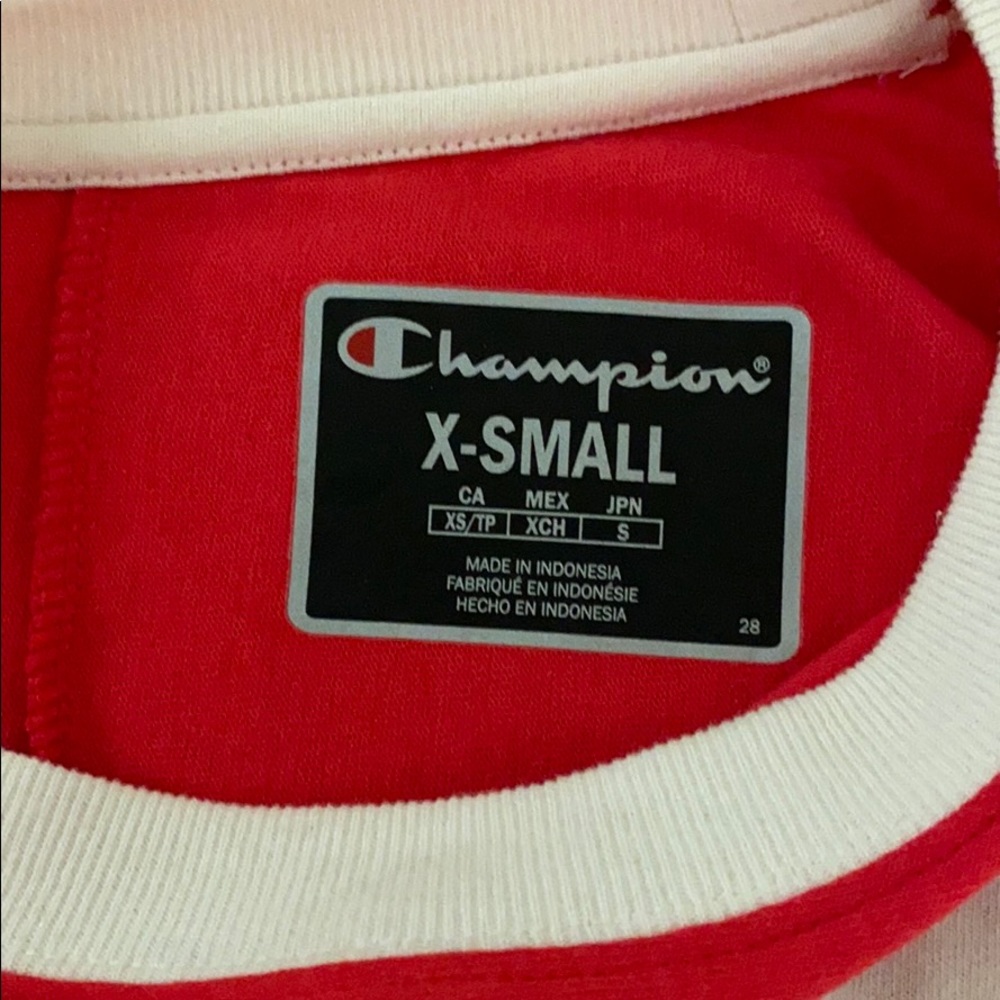 Champion®
X-SMALL
CA MEX JPN
XS/TP XCH S
MADE IN INDONESIA
FABRIQUÉ EN INDONÉSIE
HECHO EN INDONESIA
28